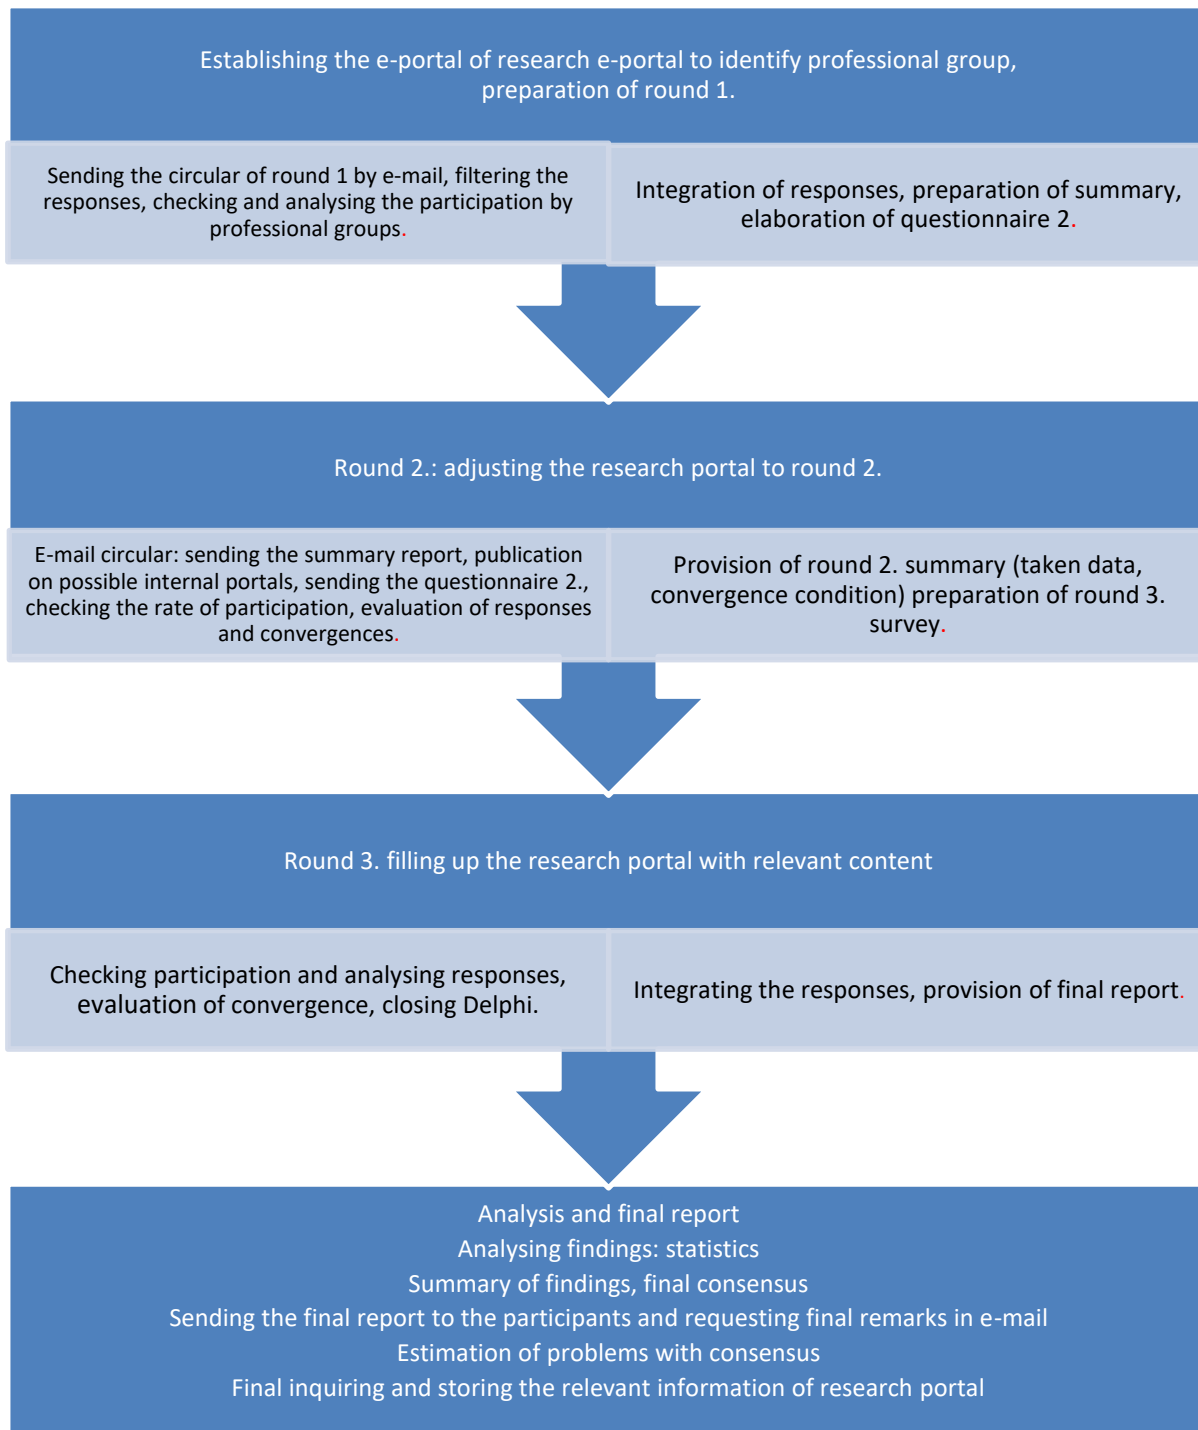 Establishing the e-portal of research e-portal to identify professional group,
preparation of round 1.
Sending the circular of round 1 by e-mail, filtering the
responses, checking and analysing the participation by
professional groups.
Integration of responses, preparation of summary,
elaboration of questionnaire 2.
Round 2.: adjusting the research portal to round 2.
E-mail circular: sending the summary report, publication
on possible internal portals, sending the questionnaire 2.,
checking the rate of participation, evaluation of responses
and convergences.
Provision of round 2. summary (taken data,
convergence condition) preparation of round 3.
survey.
Round 3. filling up the research portal with relevant content
Checking participation and analysing responses,
evaluation of convergence, closing Delphi.
Integrating the responses, provision of final report.
Analysis and final report
Analysing findings: statistics
Summary of findings, final consensus
Sending the final report to the participants and requesting final remarks in e-mail
Estimation of problems with consensus
Final inquiring and storing the relevant information of research portal